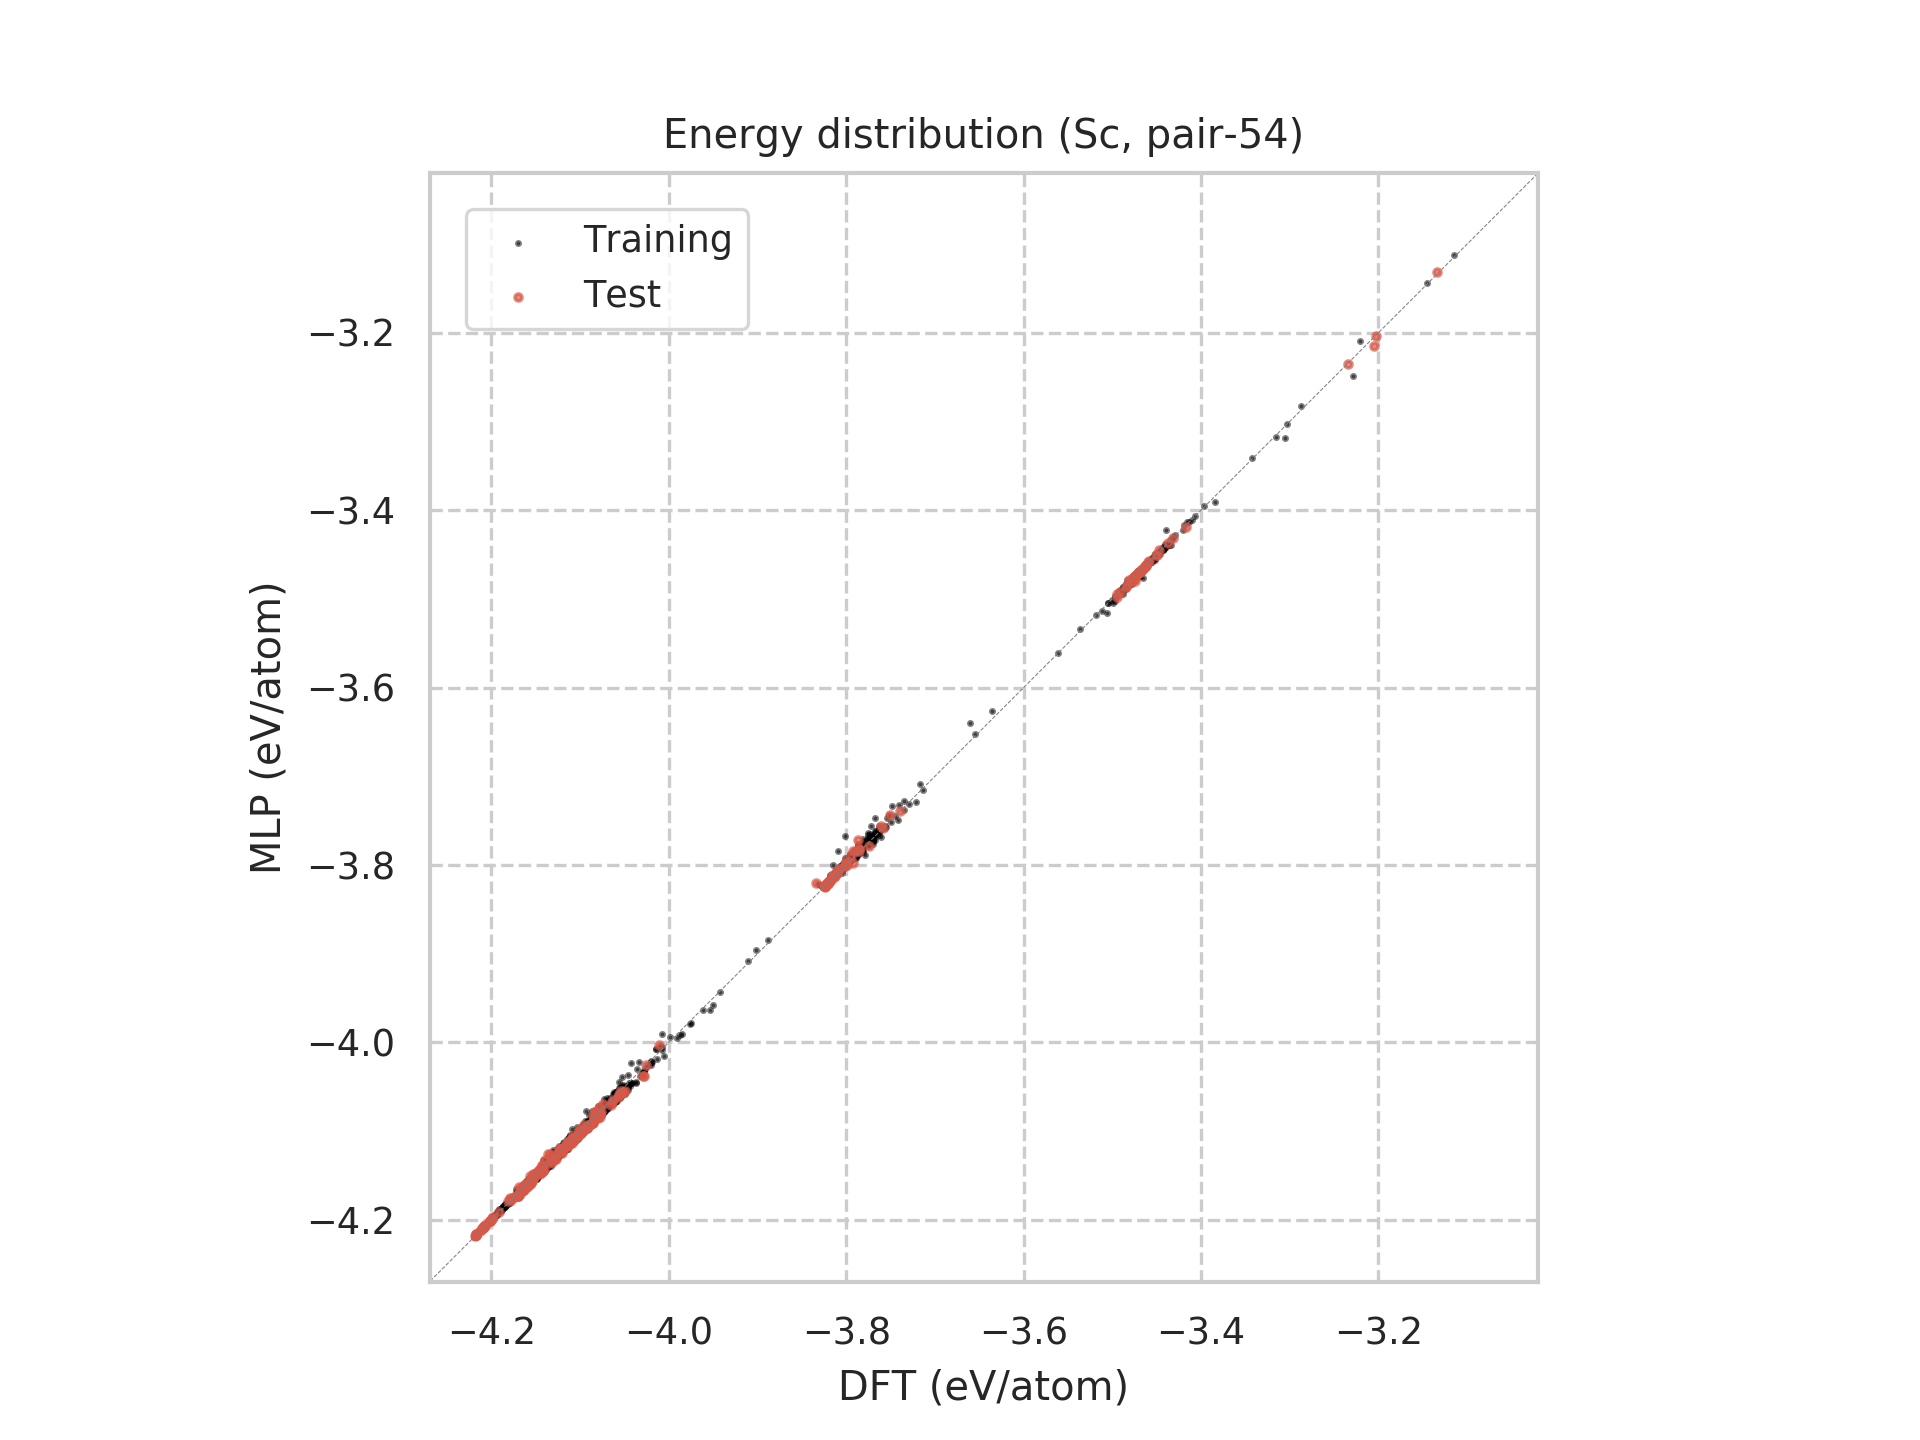 Energy distribution (Sc, pair-54)
Training
Test
MLP (eV/atom)
−3.2
−3.4
−3.6
−3.8
−4.0
−4.2
−4.2 −4.0 −3.8 −3.6 −3.4 −3.2
DFT (eV/atom)